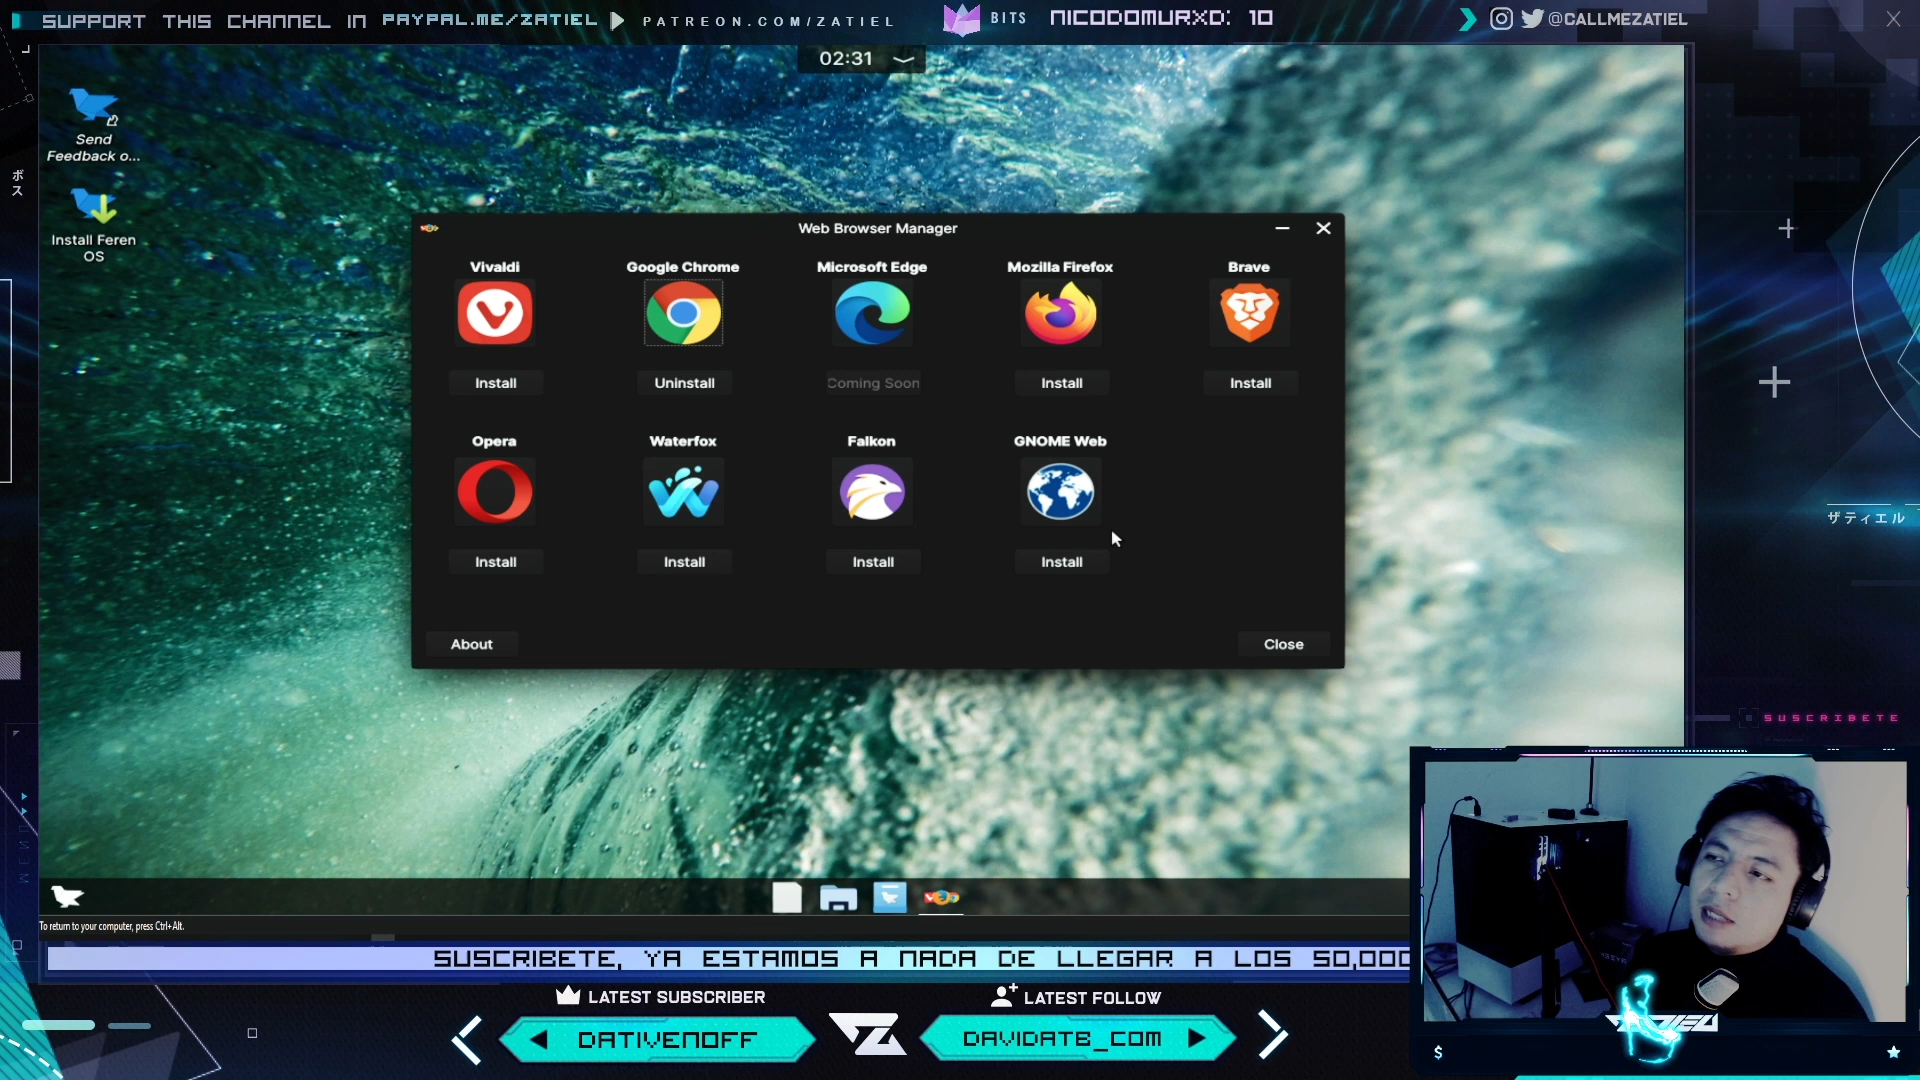 SUPPORT THIS CHANNEL IN PAYPAL.ME/ZATIEL PATREON.COM/ZATIEL
BITS NICODOMURXD: 10
@CALLMEZATIEL
02:31
Send
Feedback o...
Install Feren
OS
ボス
Web Browser Manager
Vivaldi
Google Chrome
Microsoft Edge
Mozilla Firefox
Brave
Install
Uninstall
Coming Soon
Install
Install
Opera
Waterfox
Falkon
GNOME Web
Install
Install
Install
Install
About
Close
ザティエル
SUSCRIBETE
To return to your computer, press Ctrl+Alt.
SUSCRIBETE, YA ESTAMOS A NADA DE LLEGAR A LOS 50,000
LATEST SUBSCRIBER
DATIVENOFF
LATEST FOLLOW
DAVIDATE_COM
$